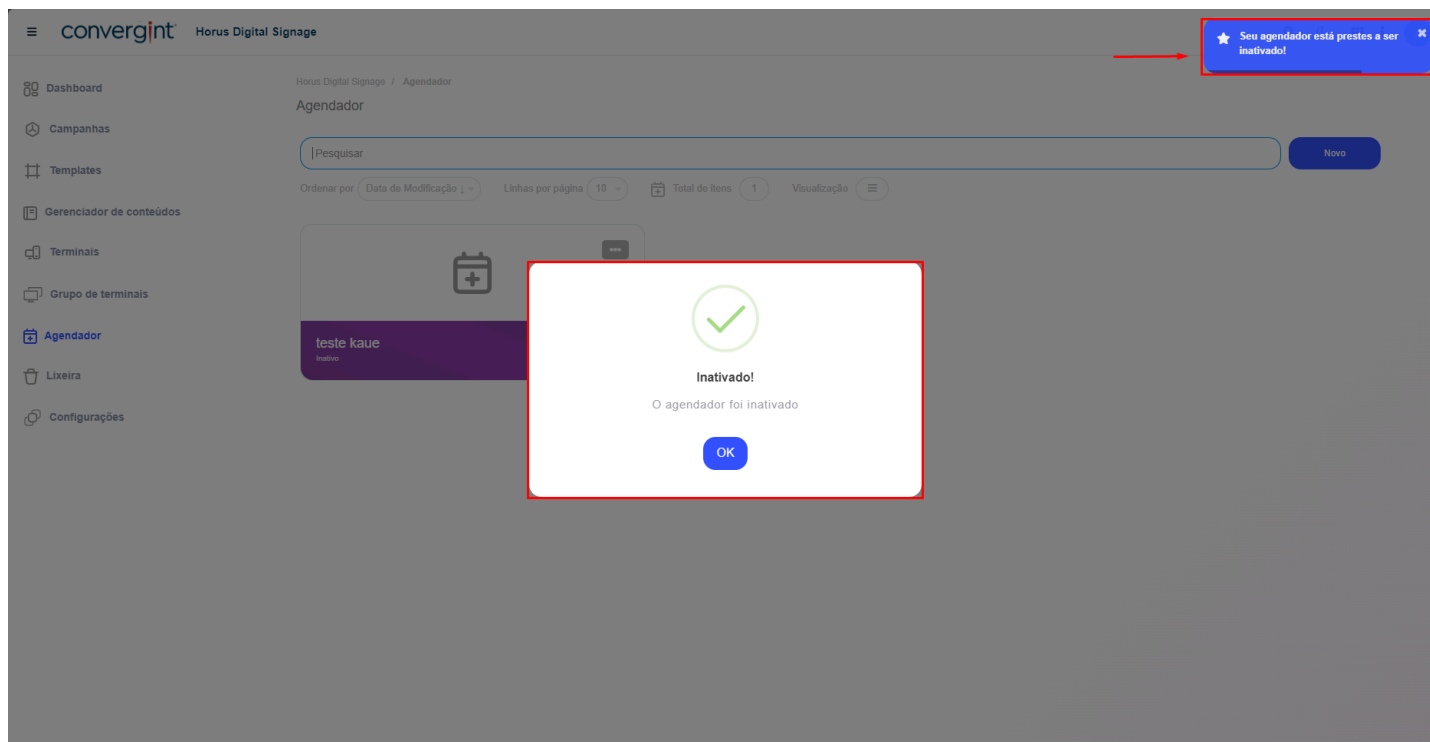 convergint Horus Digital Signage
Seu agendador está prestes a ser
inativado!
Dashboard
Campanhas
Templates
Gerenciador de conteúdos
Terminais
Grupo de terminais
Agendador
Lixeira
Configurações
Horus Digital Signage / Agendador
Agendador
Pesquisar
Novo
Ordenar por Data de Modificação ↓ Linhas por página 10 Total de itens 1 Visualização
teste kaue
Inativo
Inativado!
O agendador foi inativado
OK